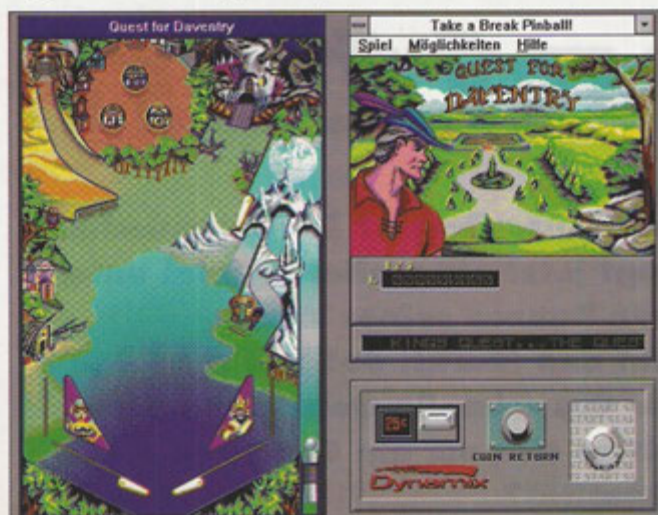 Quest for Daventry
Take a Break Pinball!
Spiel Möglichkeiten Hilfe
QUEST FOR
DAVENTRY
KINGS QUEST...THE QUEST
25¢
COIN RETURN
Dynamix